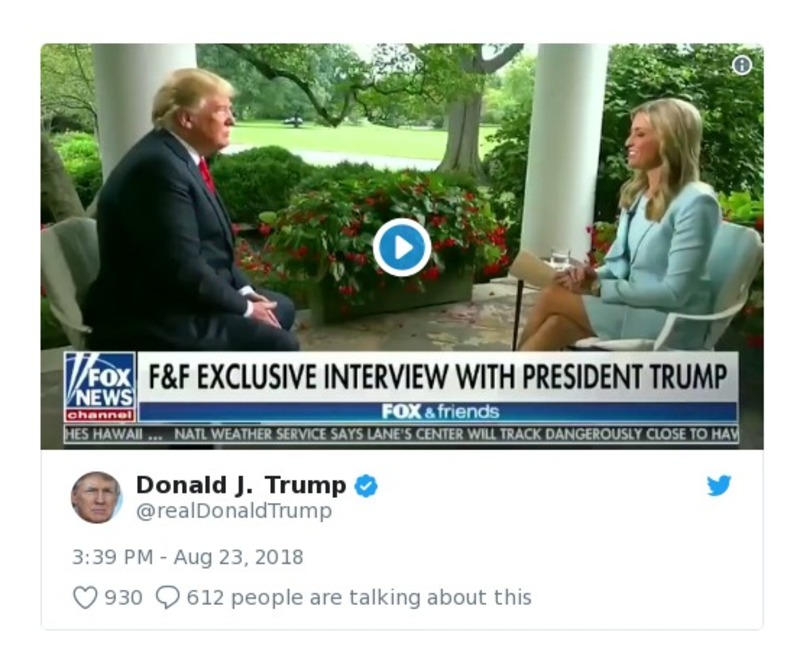 FOX
NEWS
channel
F&F EXCLUSIVE INTERVIEW WITH PRESIDENT TRUMP
FOX & friends
HES HAWAII ... NATL WEATHER SERVICE SAYS LANE'S CENTER WILL TRACK DANGEROUSLY CLOSE TO HAW
Donald J. Trump
@realDonaldTrump
3:39 PM - Aug 23, 2018
930 612 people are talking about this